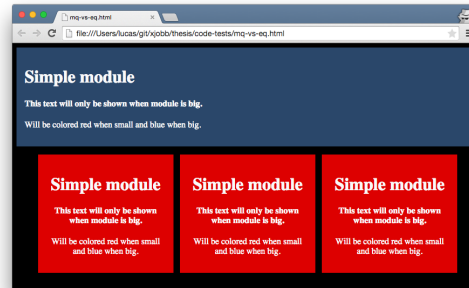 mq-vs-eq.html
file:///Users/lucas/git/xjobb/thesis/code-tests/mq-vs-eq.html
Simple module
This text will only be shown when module is big.
Will be colored red when small and blue when big.
Simple module
This text will only be shown
when module is big.
Will be colored red when small
and blue when big.
Simple module
This text will only be shown
when module is big.
Will be colored red when small
and blue when big.
Simple module
This text will only be shown
when module is big.
Will be colored red when small
and blue when big.